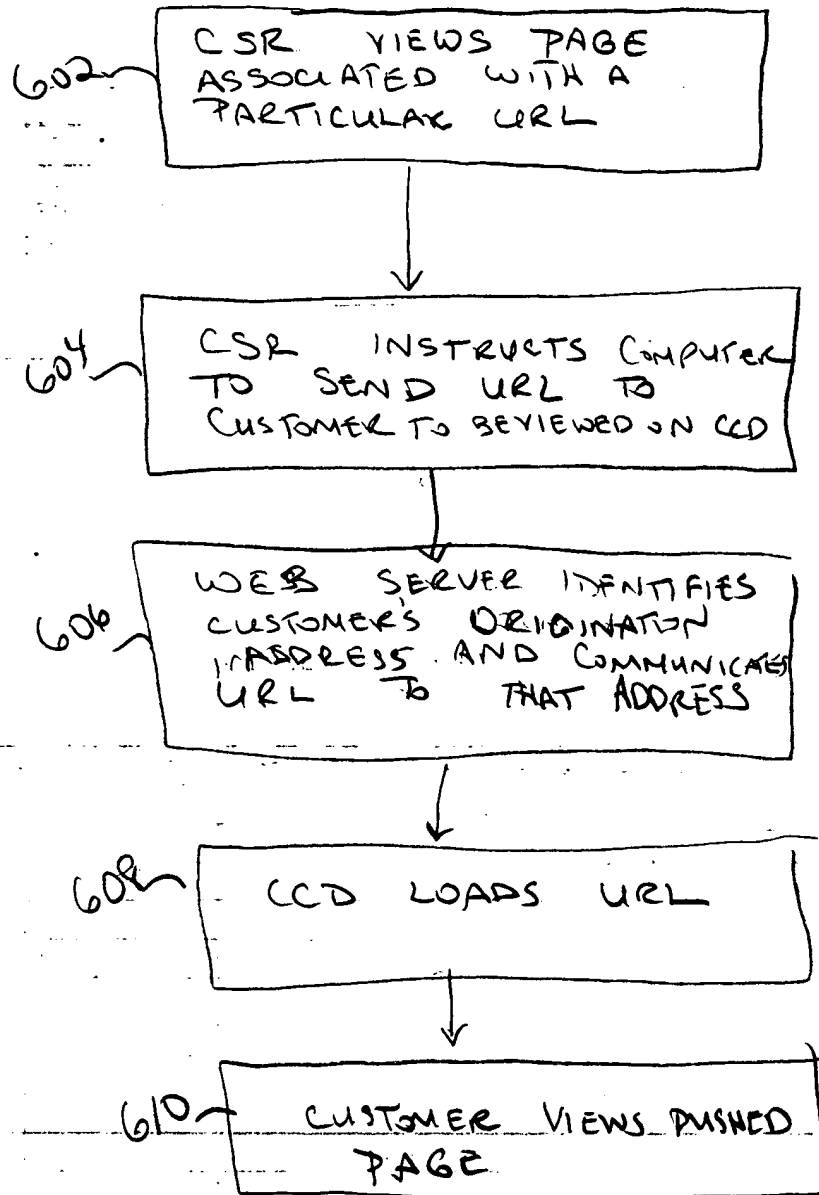 602
CSR VIEWS PAGE
ASSOCIATED WITH A
PARTICULAR URL
604
CSR INSTRUCTS COMPUTER
TO SEND URL TO
CUSTOMER TO BE VIEWED ON CCD
606
WEB SERVER IDENTIFIES
CUSTOMER'S ORIGINATION
ADDRESS AND COMMUNICATES
URL TO THAT ADDRESS
608
CCD LOADS URL
610
CUSTOMER VIEWS PUSHED
PAGE